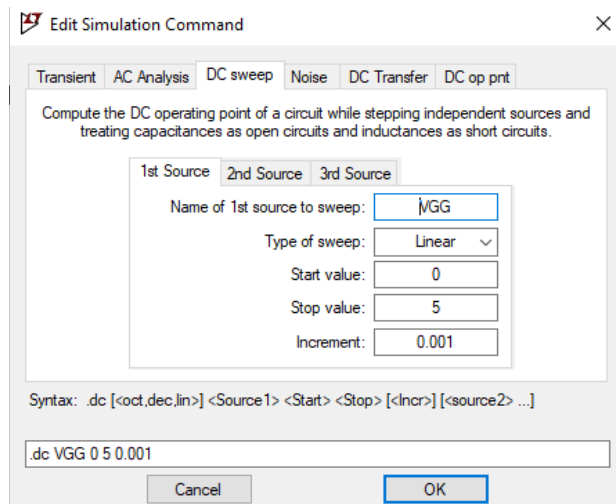 Edit Simulation Command
Transient AC Analysis DC sweep Noise DC Transfer DC op pnt
Compute the DC operating point of a circuit while stepping independent sources and
treating capacitances as open circuits and inductances as short circuits.
1st Source 2nd Source 3rd Source
Name of 1st source to sweep: VGG
Type of sweep: Linear
Start value: 0
Stop value: 5
Increment: 0.001
Syntax: .dc [<oct,dec,lin>] <Source1> <Start> <Stop> [<Incr>] [<source2> ...]
.dc VGG 0 5 0.001
Cancel OK